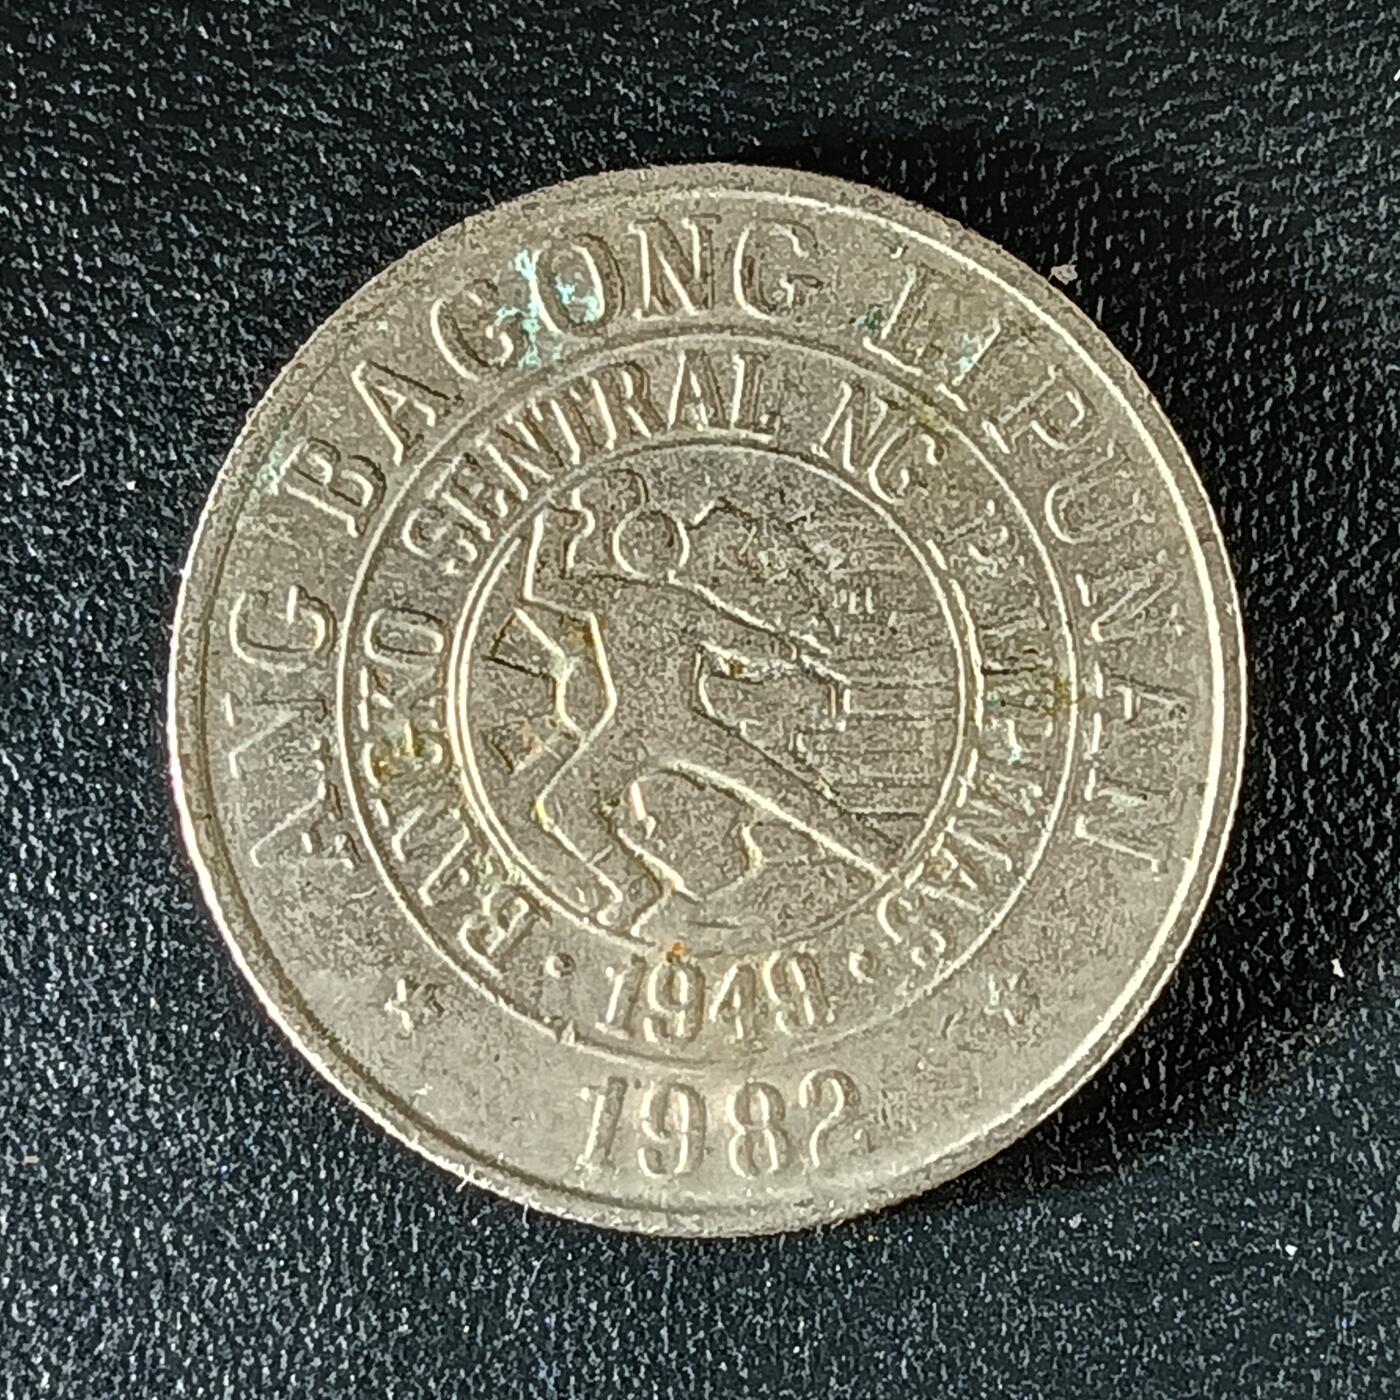 ANG BAGONG LIPUNAN
BANGKO SENTRAL NG PILIPINAS
· 1949 ·
1982